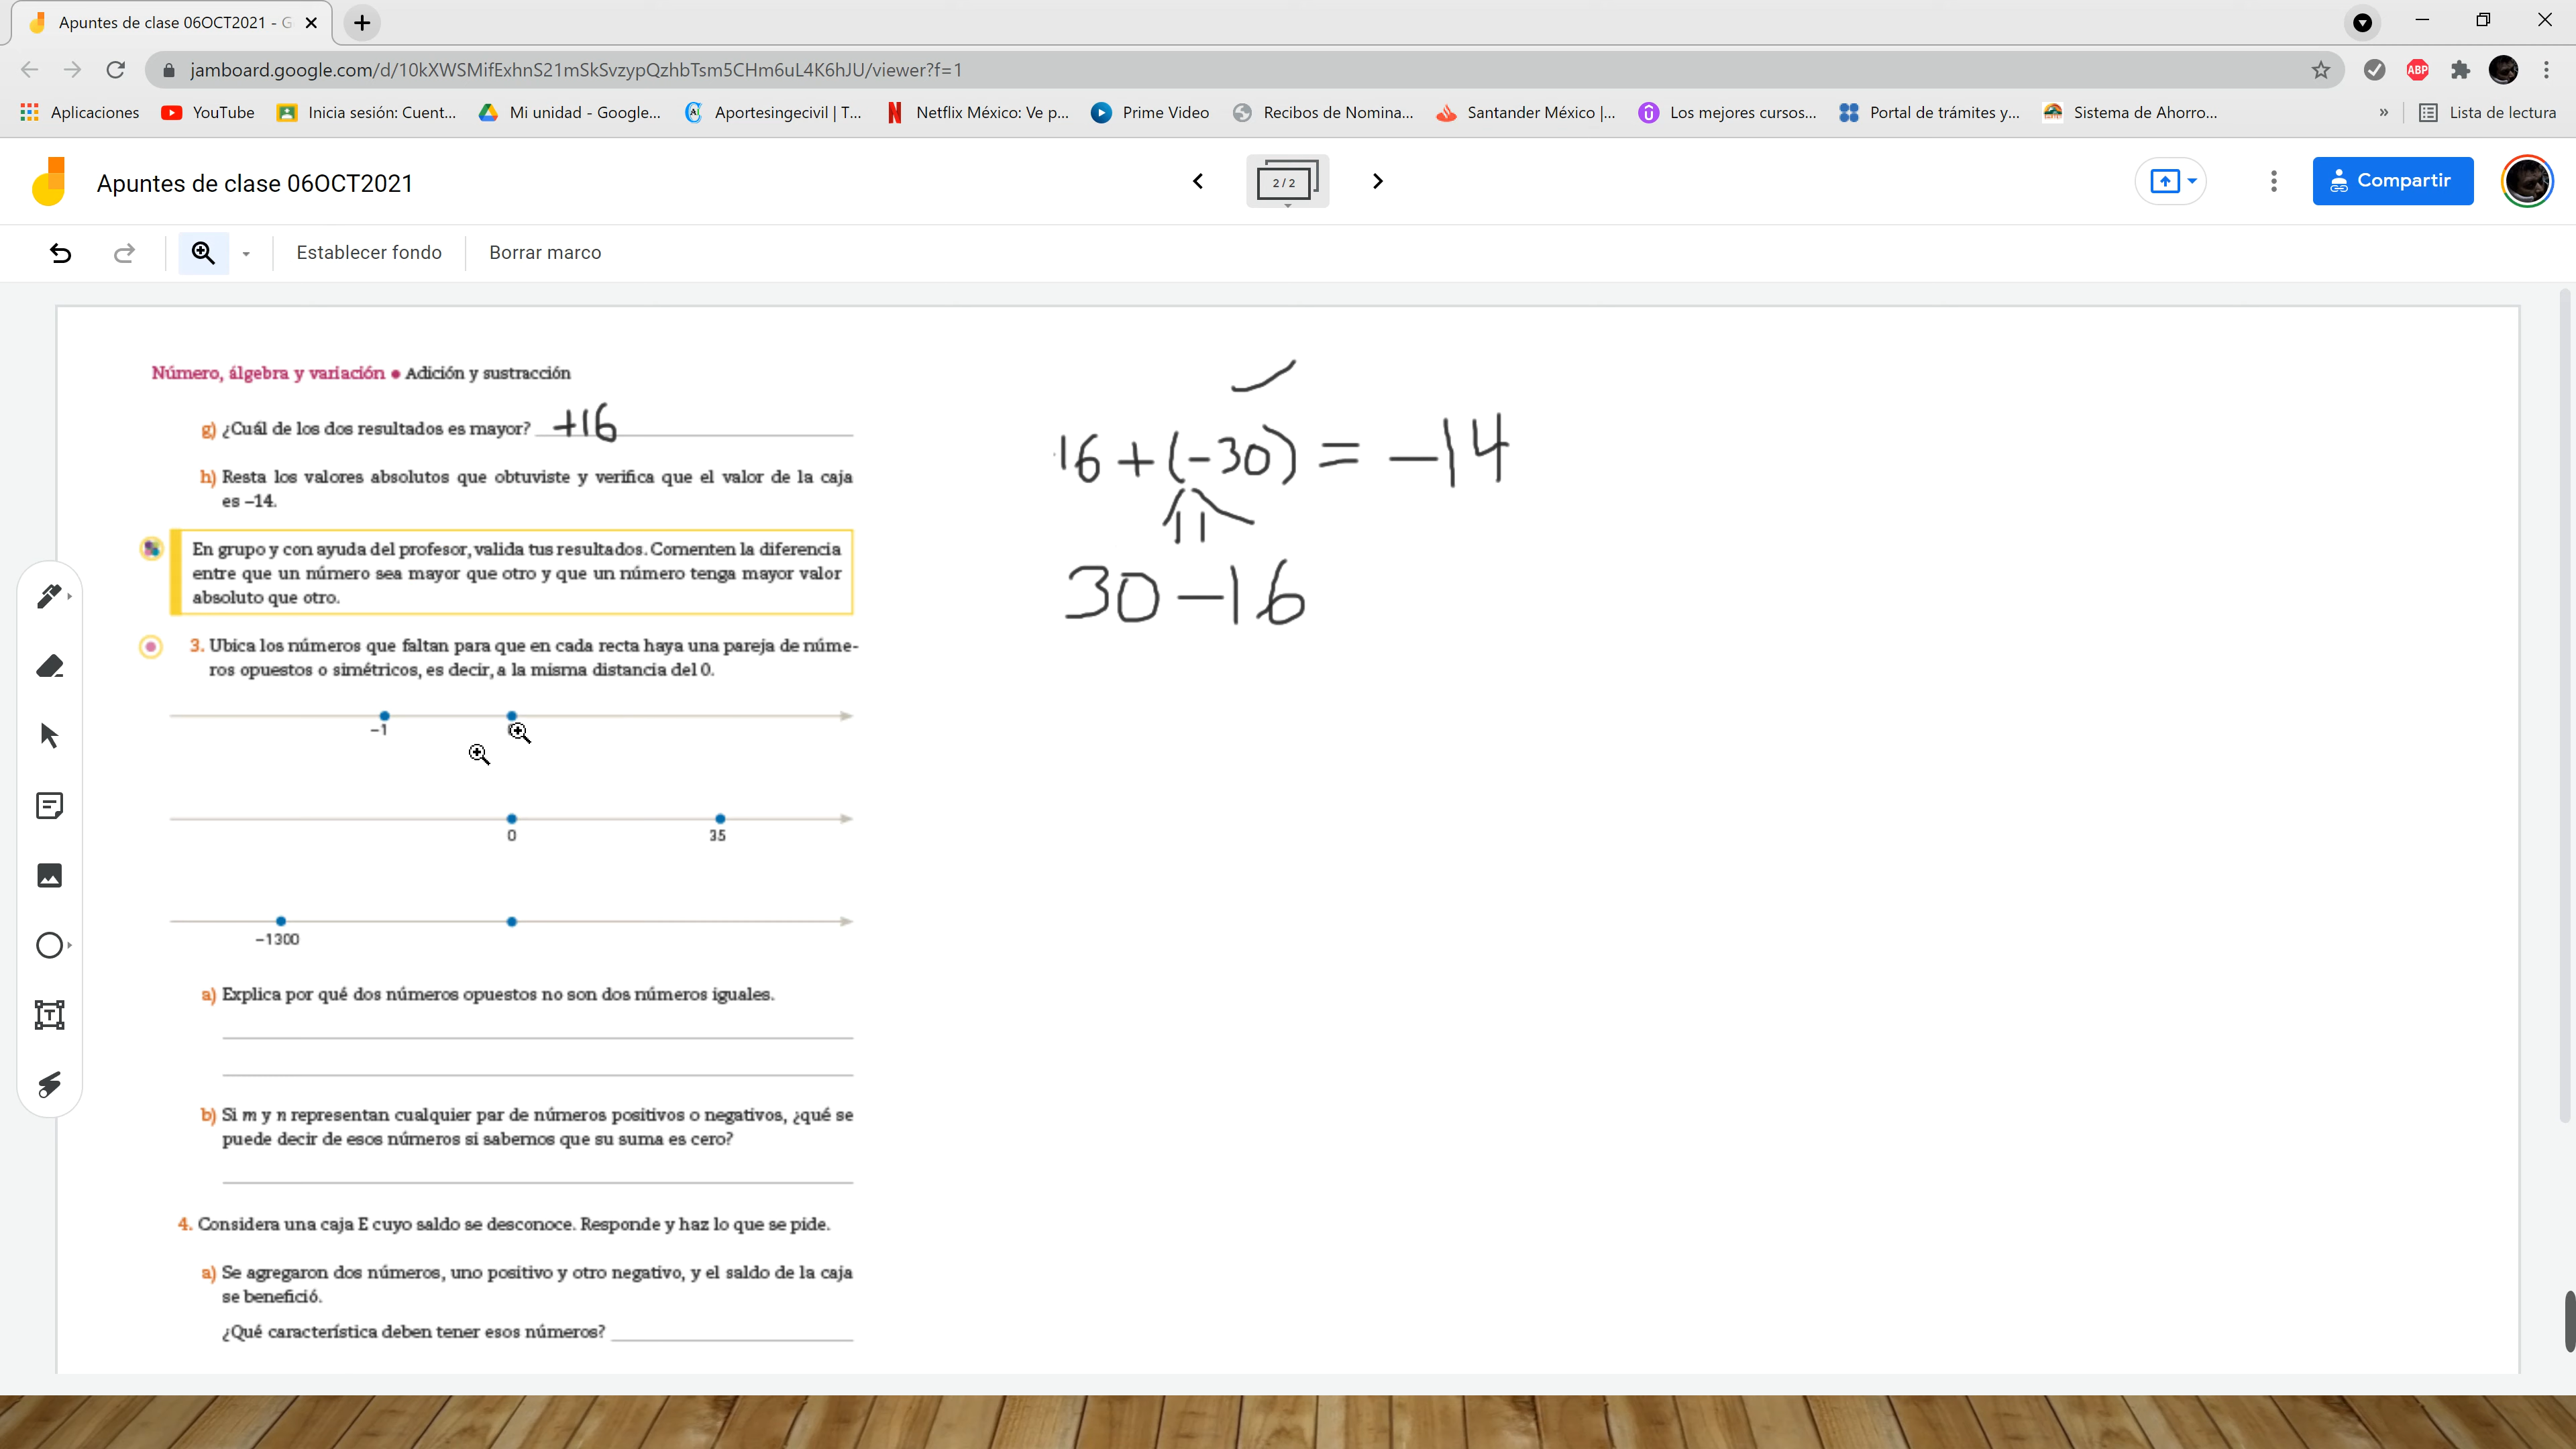 Apuntes de clase 06OCT2021 - G
jamboard.google.com/d/10kXWSMifExhnS21mSkSvzypQzhbTsm5CHm6uL4K6hJU/viewer?f=1
ABP
Aplicaciones
YouTube
Inicia sesión: Cuent...
Mi unidad - Google...
Aportesingecivil | T...
Netflix México: Ve p...
Prime Video
Recibos de Nomina...
Santander México |...
Los mejores cursos...
Portal de trámites y...
Sistema de Ahorro...
»
Lista de lectura
Apuntes de clase 06OCT2021
2 / 2
Compartir
Establecer fondo
Borrar marco
Número, álgebra y variación • Adición y sustracción
g) ¿Cuál de los dos resultados es mayor? +16
h) Resta los valores absolutos que obtuviste y verifica que el valor de la caja
es –14.
En grupo y con ayuda del profesor, valida tus resultados. Comenten la diferencia
entre que un número sea mayor que otro y que un número tenga mayor valor
absoluto que otro.
3. Ubica los números que faltan para que en cada recta haya una pareja de núme-
ros opuestos o simétricos, es decir, a la misma distancia del 0.
–1
0 35
–1300
a) Explica por qué dos números opuestos no son dos números iguales.
b) Si m y n representan cualquier par de números positivos o negativos, ¿qué se
puede decir de esos números si sabemos que su suma es cero?
4. Considera una caja E cuyo saldo se desconoce. Responde y haz lo que se pide.
a) Se agregaron dos números, uno positivo y otro negativo, y el saldo de la caja
se benefició.
¿Qué característica deben tener esos números?
16 + (-30) = -14
30 - 16